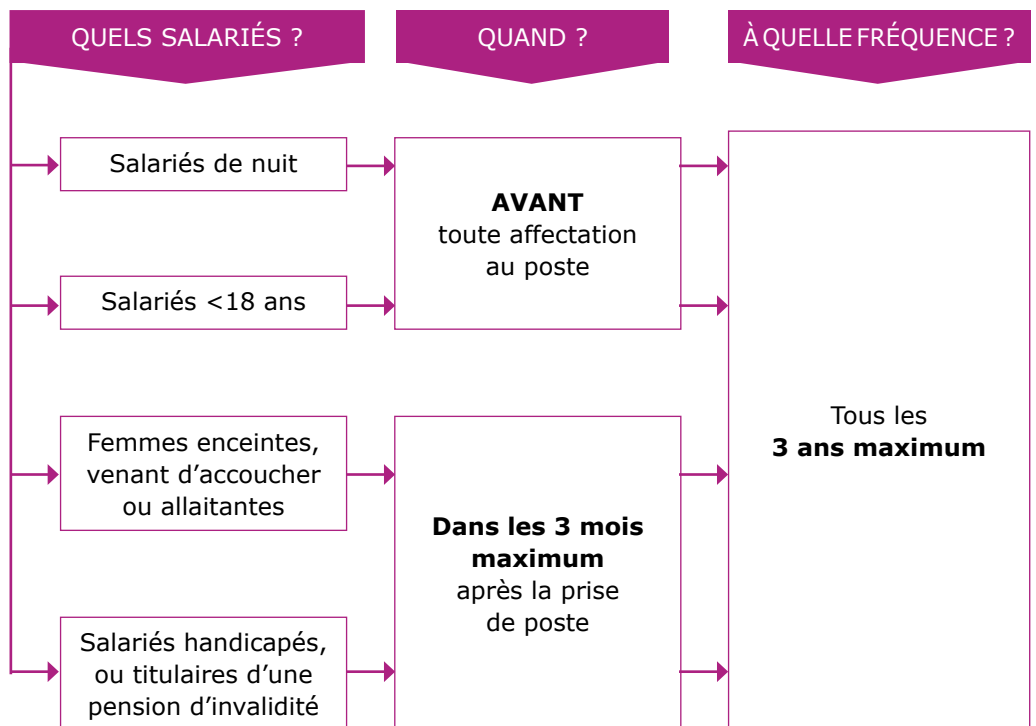 QUELS SALARIÉS ?
QUAND ?
À QUELLE FRÉQUENCE ?
Salariés de nuit
Salariés <18 ans
AVANT
toute affectation
au poste
Femmes enceintes,
venant d’accoucher
ou allaitantes
Salariés handicapés,
ou titulaires d’une
pension d’invalidité
Dans les 3 mois
maximum
après la prise
de poste
Tous les
3 ans maximum